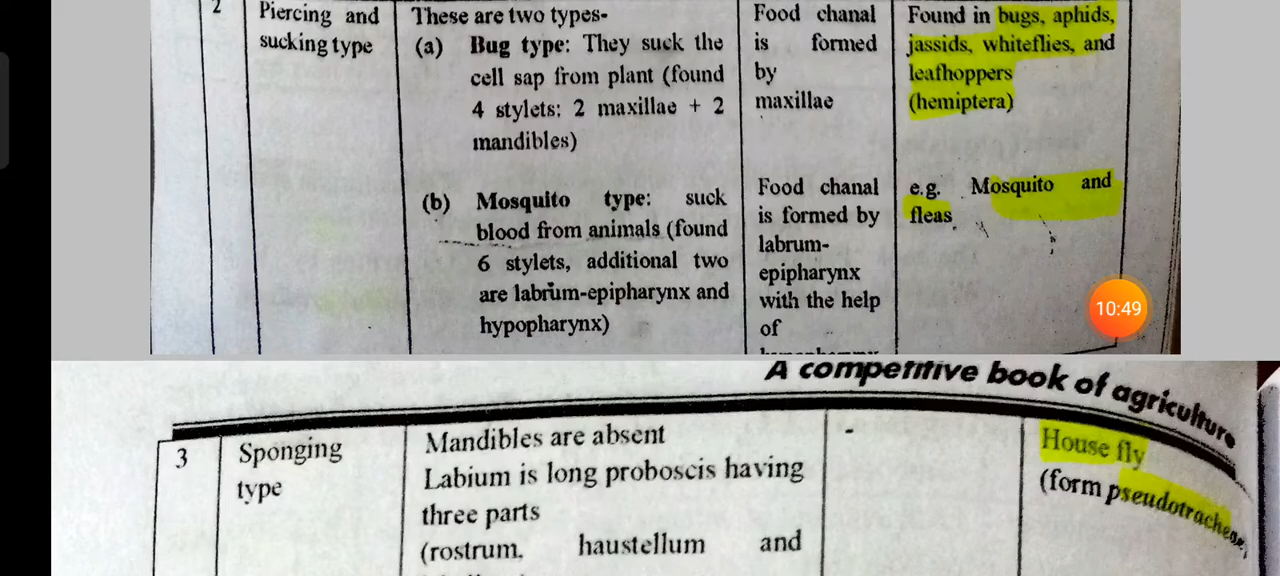 2
Piercing and
sucking type
These are two types-
(a) Bug type: They suck the
cell sap from plant (found
4 stylets: 2 maxillae + 2
mandibles)
Food chanal
is formed
by
maxillae
Found in bugs, aphids,
jassids, whiteflies, and
leafhoppers
(hemiptera)
(b) Mosquito type: suck
blood from animals (found
6 stylets, additional two
are labrum-epipharynx and
hypopharynx)
Food chanal
is formed by
labrum-
epipharynx
with the help
of
e.g. Mosquito and
fleas
10:49
A competitive book of agriculture
3
Sponging
type
Mandibles are absent
Labium is long proboscis having
three parts
(rostrum, haustellum and
-
House fly
(form pseudotracheae)